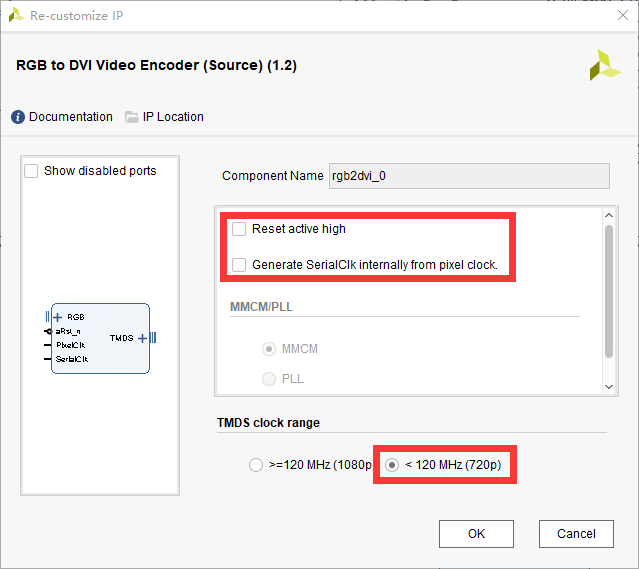 Re-customize IP
RGB to DVI Video Encoder (Source) (1.2)
Documentation
IP Location
Show disabled ports
RGB
aRst_n
PixelClk
SerialClk
TMDS
Component Name
rgb2dvi_0
Reset active high
Generate SerialClk internally from pixel clock.
MMCM/PLL
MMCM
PLL
TMDS clock range
>=120 MHz (1080p
< 120 MHz (720p)
OK
Cancel